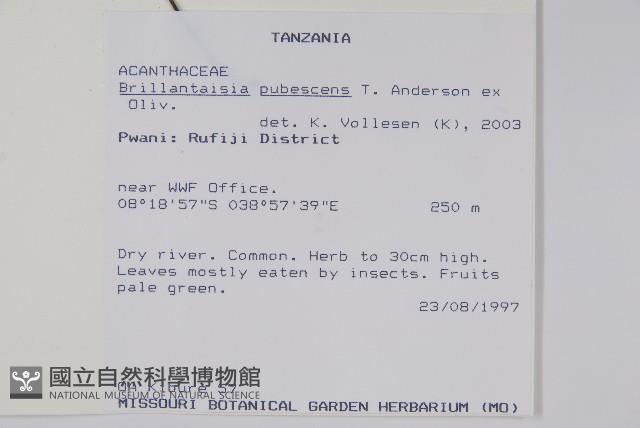 TANZANIA
ACANTHACEAE
Brillantaisia pubescens T. Anderson ex
Oliv.
det. K. Vollesen (K), 2003
Pwani: Rufiji District
near WWF Office.
08°18'57"S 038°57'39"E 250 m
Dry river. Common. Herb to 30cm high.
Leaves mostly eaten by insects. Fruits
pale green.
23/08/1997
國立自然科學博物館
NATIONAL MUSEUM OF NATURAL SCIENCE
57
MISSOURI BOTANICAL GARDEN HERBARIUM (MO)